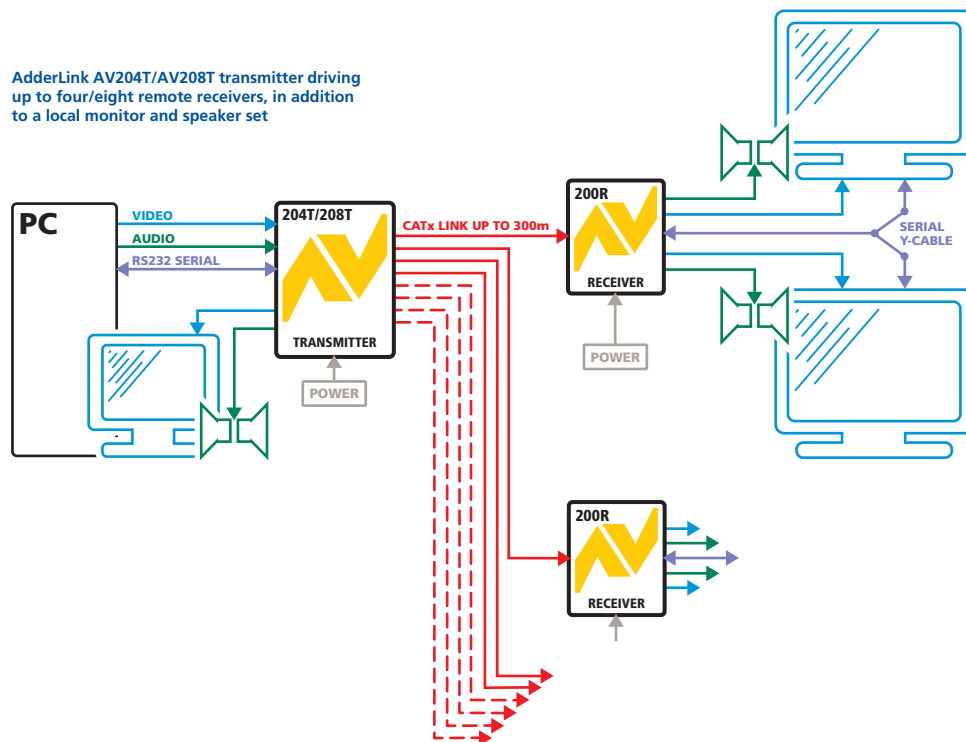 AdderLink AV204T/AV208T transmitter driving
up to four/eight remote receivers, in addition
to a local monitor and speaker set
PC
VIDEO
AUDIO
RS232 SERIAL
204T/208T
TRANSMITTER
POWER
CATx LINK UP TO 300m
200R
RECEIVER
POWER
SERIAL
Y-CABLE
200R
RECEIVER